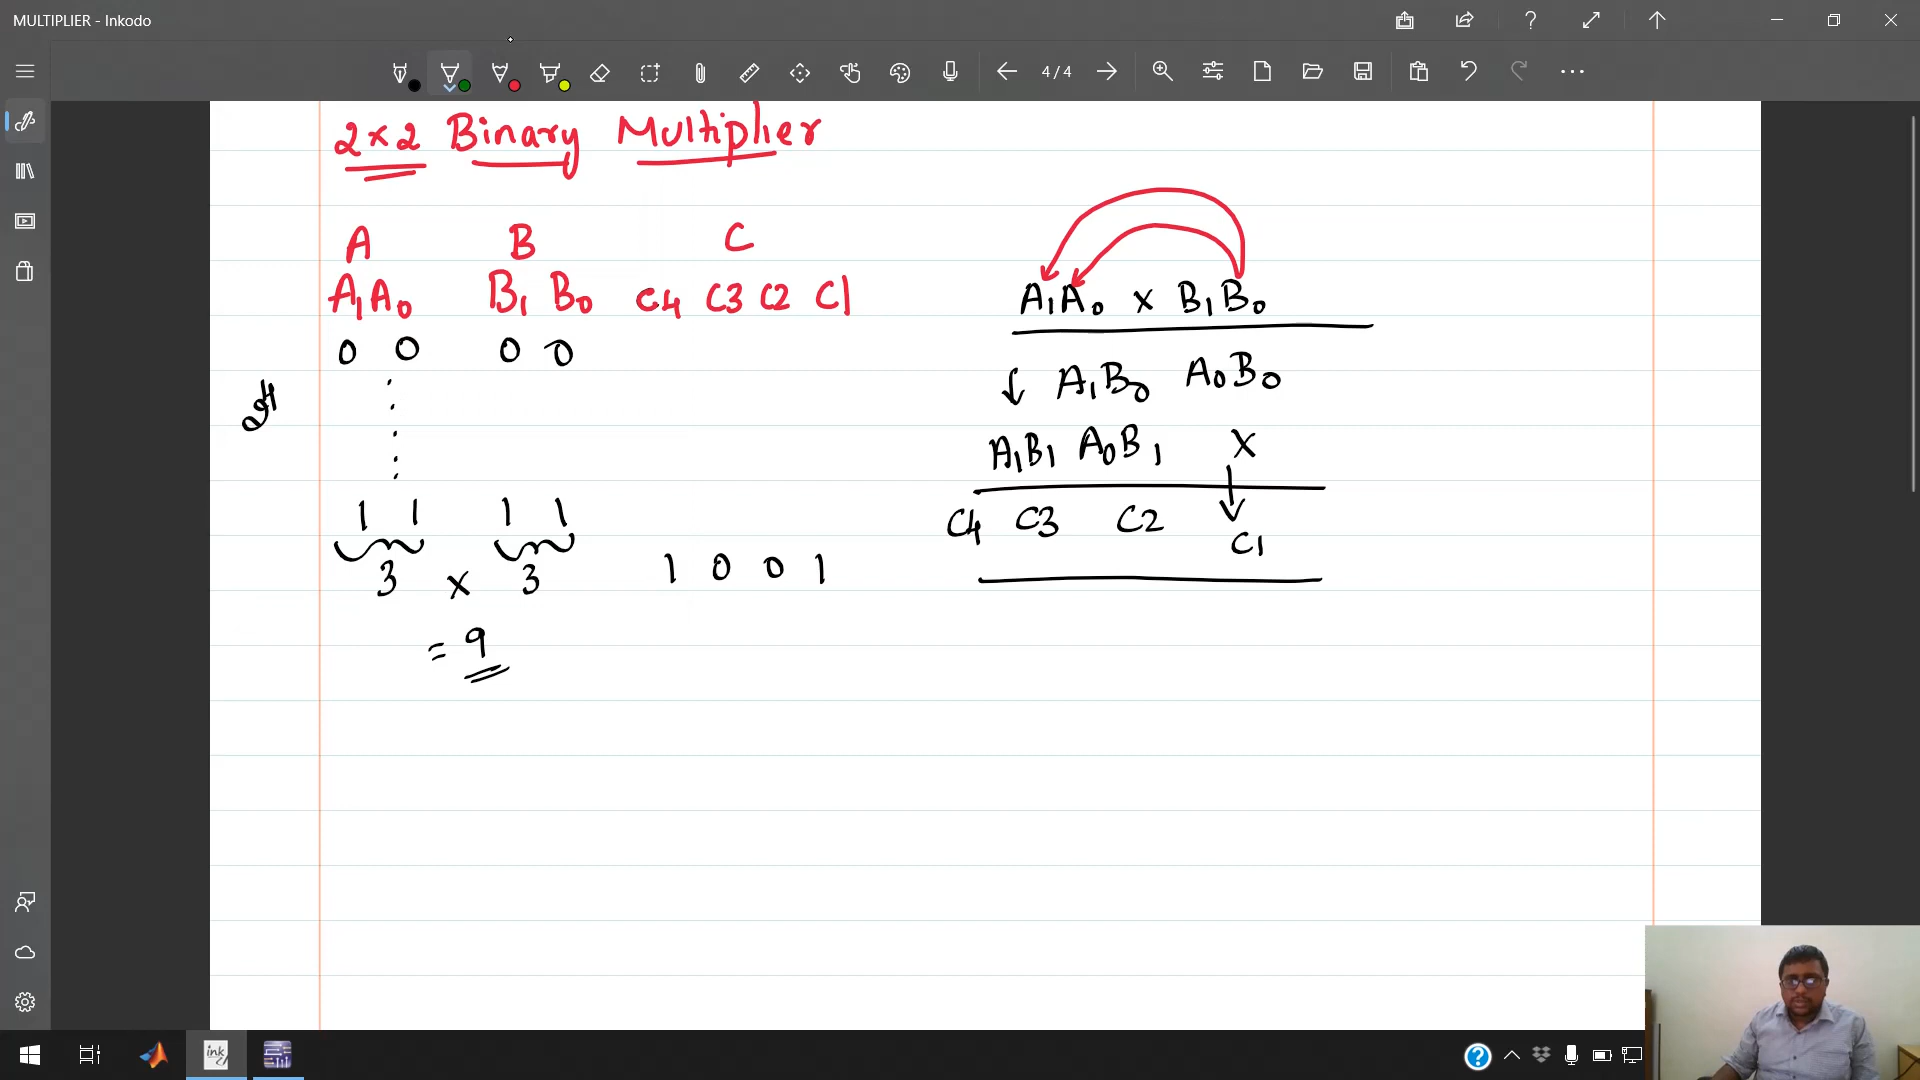 MULTIPLIER - Inkodo
4 / 4
2×2 Binary Multiplier
A B C
A₁A₀ B₁ B₀ C4 C3 C2 C1
0 0 0 0
1 1 1 1
3 × 3 1 0 0 1
= 9
A₁A₀ × B₁B₀
A₁B₀ A₀B₀
A₁B₁ A₀B₁ X
C4 C3 C2 C1
ink